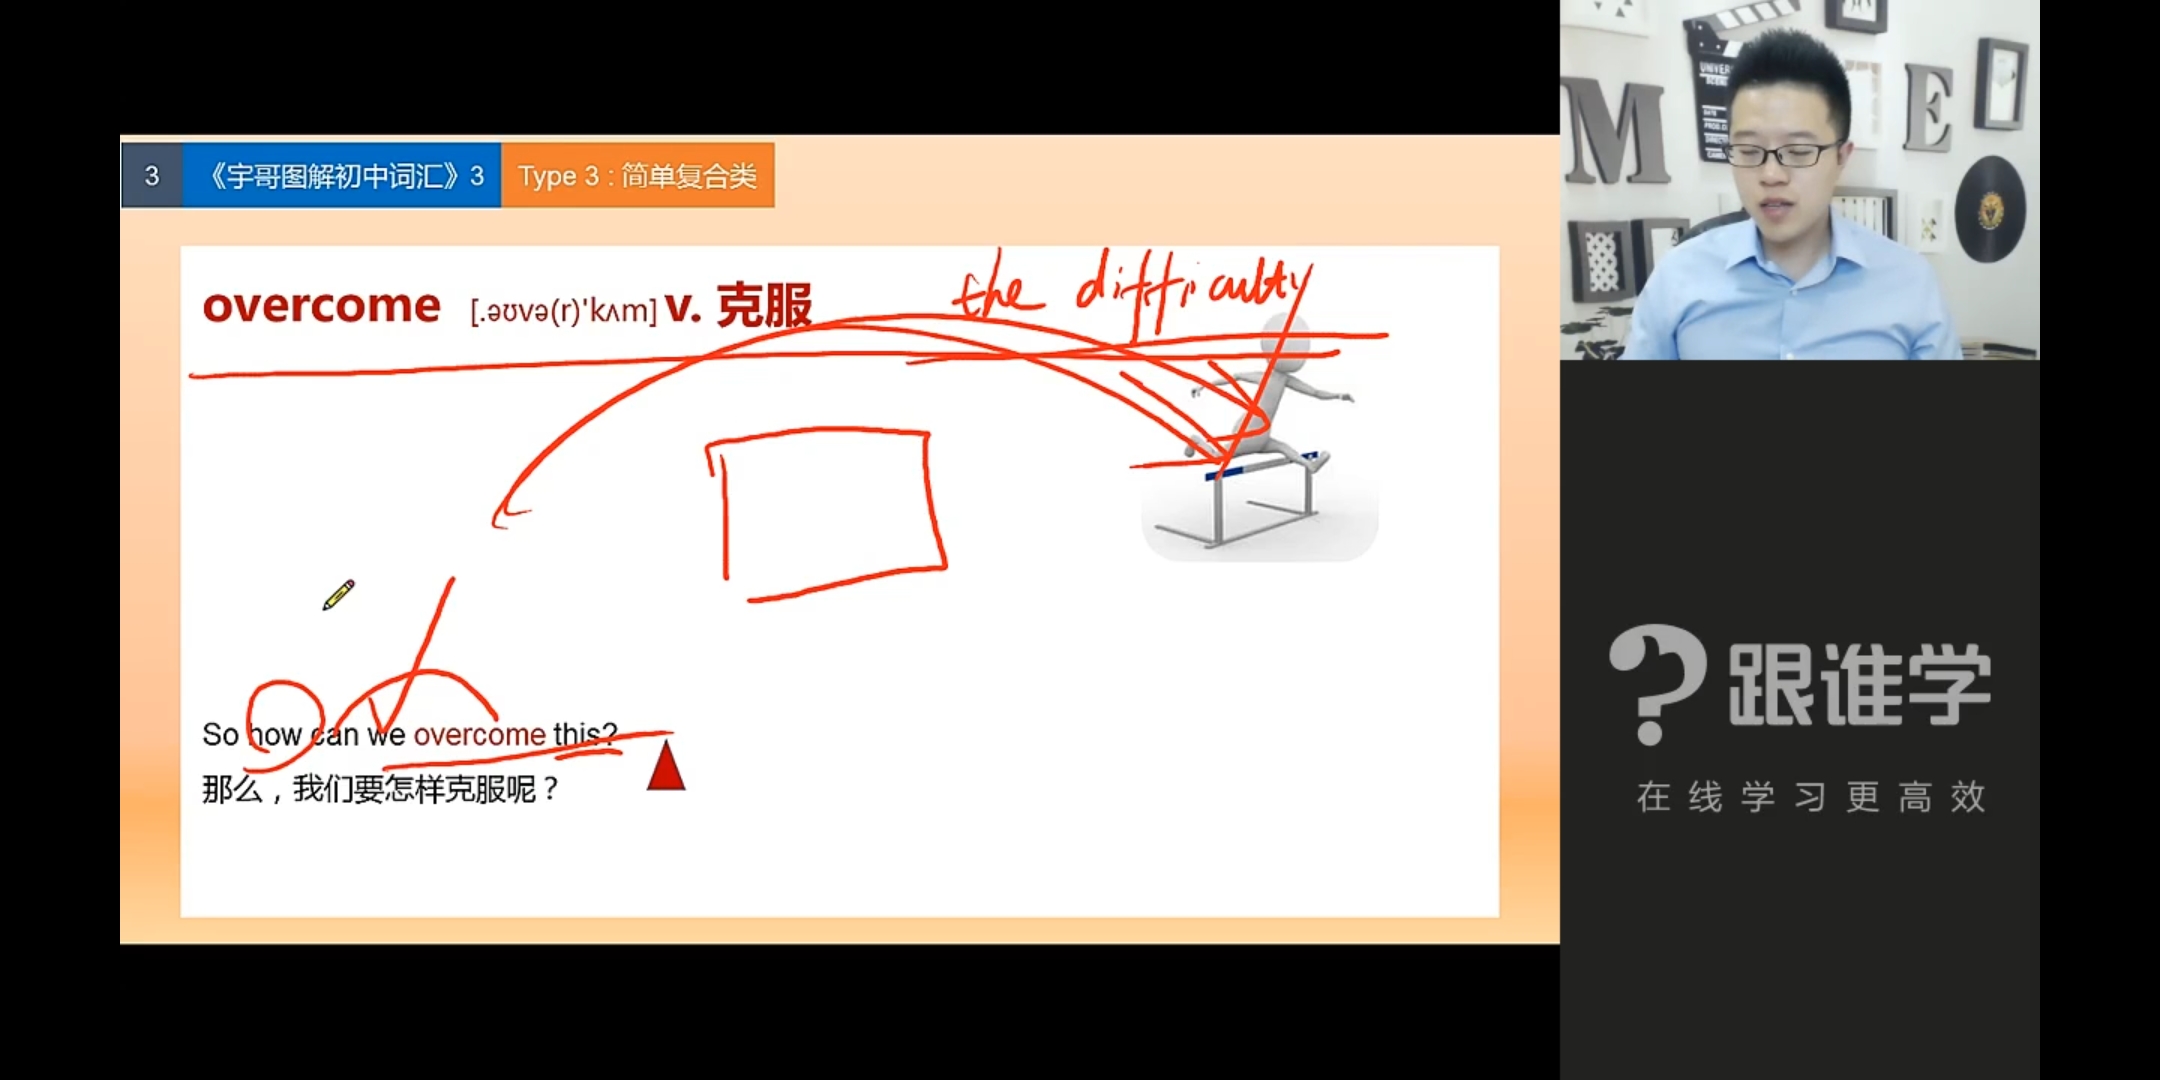 3 《宇哥图解初中词汇》3 Type 3 : 简单复合类
the difficulty
overcome [.əʊvə(r)'kʌm] v. 克服
So how can we overcome this?
那么，我们要怎样克服呢？
M
E
跟谁学
在线学习更高效